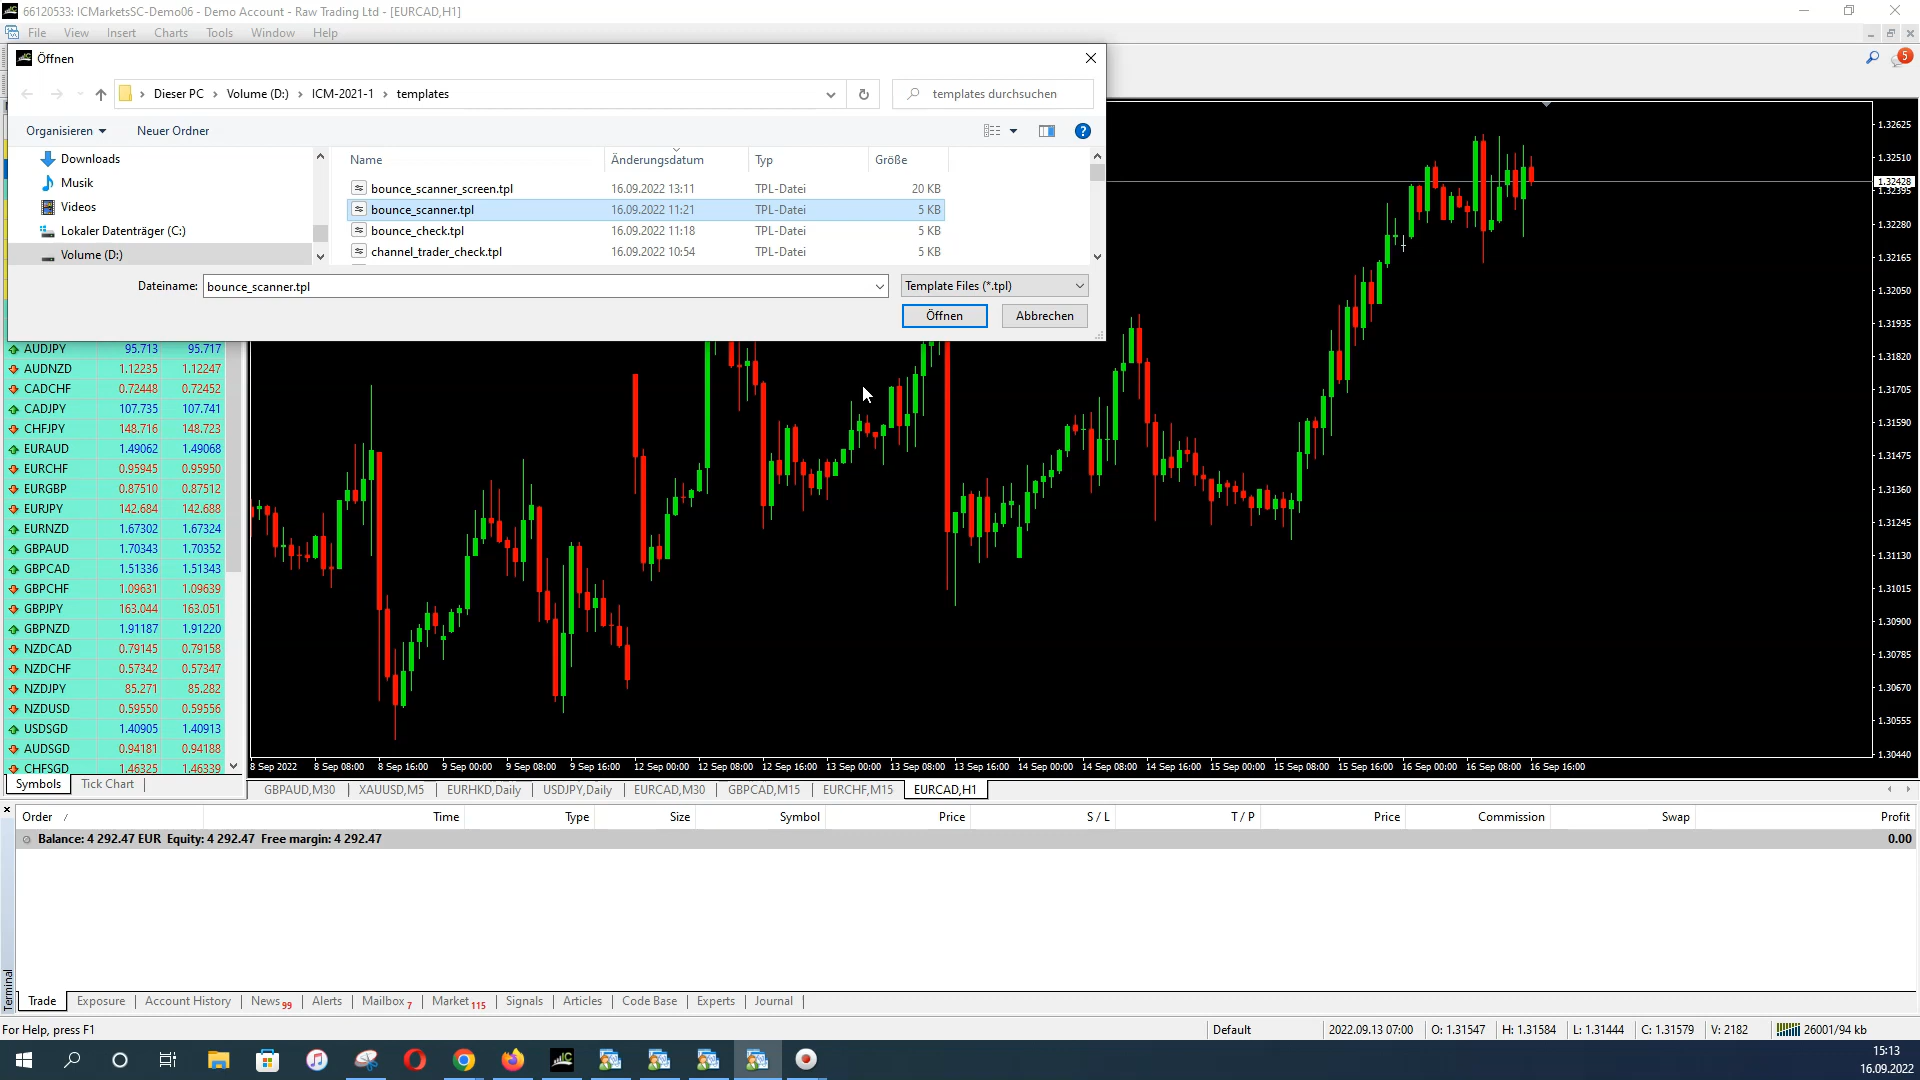 66120533: ICMarketsSC-Demo06 - Demo Account - Raw Trading Ltd - [EURCAD,H1]
File View Insert Charts Tools Window Help
Öffnen
5
Dieser PC > Volume (D:) > ICM-2021-1 > templates
templates durchsuchen
Organisieren Neuer Ordner
Downloads
Musik
Videos
Lokaler Datenträger (C:)
Volume (D:)
Name Änderungsdatum Typ Größe
bounce_scanner_screen.tpl 16.09.2022 13:11 TPL-Datei 20 KB
bounce_scanner.tpl 16.09.2022 11:21 TPL-Datei 5 KB
bounce_check.tpl 16.09.2022 11:18 TPL-Datei 5 KB
channel_trader_check.tpl 16.09.2022 10:54 TPL-Datei 5 KB
Dateiname: bounce_scanner.tpl Template Files (*.tpl)
Öffnen Abbrechen
AUDJPY 95.713 95.717
AUDNZD 1.12235 1.12247
CADCHF 0.72448 0.72452
CADJPY 107.735 107.741
CHFJPY 148.716 148.723
EURAUD 1.49062 1.49068
EURCHF 0.95945 0.95950
EURGBP 0.87510 0.87512
EURJPY 142.684 142.688
EURNZD 1.67302 1.67324
GBPAUD 1.70343 1.70352
GBPCAD 1.51336 1.51343
GBPCHF 1.09631 1.09639
GBPJPY 163.044 163.051
GBPNZD 1.91187 1.91220
NZDCAD 0.79145 0.79158
NZDCHF 0.57342 0.57347
NZDJPY 85.271 85.282
NZDUSD 0.59550 0.59556
USDSGD 1.40905 1.40913
AUDSGD 0.94181 0.94188
CHFSGD 1.46325 1.46339
Symbols Tick Chart
1.32625
1.32510
1.32428
1.32395
1.32280
1.32165
1.32050
1.31935
1.31820
1.31705
1.31590
1.31475
1.31360
1.31245
1.31130
1.31015
1.30900
1.30785
1.30670
1.30555
1.30440
8 Sep 2022 8 Sep 08:00 8 Sep 16:00 9 Sep 00:00 9 Sep 08:00 9 Sep 16:00 12 Sep 00:00 12 Sep 08:00 12 Sep 16:00 13 Sep 00:00 13 Sep 08:00 13 Sep 16:00 14 Sep 00:00 14 Sep 08:00 14 Sep 16:00 15 Sep 00:00 15 Sep 08:00 15 Sep 16:00 16 Sep 00:00 16 Sep 08:00 16 Sep 16:00
GBPAUD,M30 XAUUSD,M5 EURHKD,Daily USDJPY,Daily EURCAD,M30 GBPCAD,M15 EURCHF,M15 EURCAD,H1
Order / Time Type Size Symbol Price S / L T / P Price Commission Swap Profit
Balance: 4 292.47 EUR Equity: 4 292.47 Free margin: 4 292.47 0.00
Terminal
Trade Exposure Account History News 99 Alerts Mailbox 7 Market 115 Signals Articles Code Base Experts Journal
For Help, press F1 Default 2022.09.13 07:00 O: 1.31547 H: 1.31584 L: 1.31444 C: 1.31579 V: 2182 26001/94 kb
15:13
16.09.2022